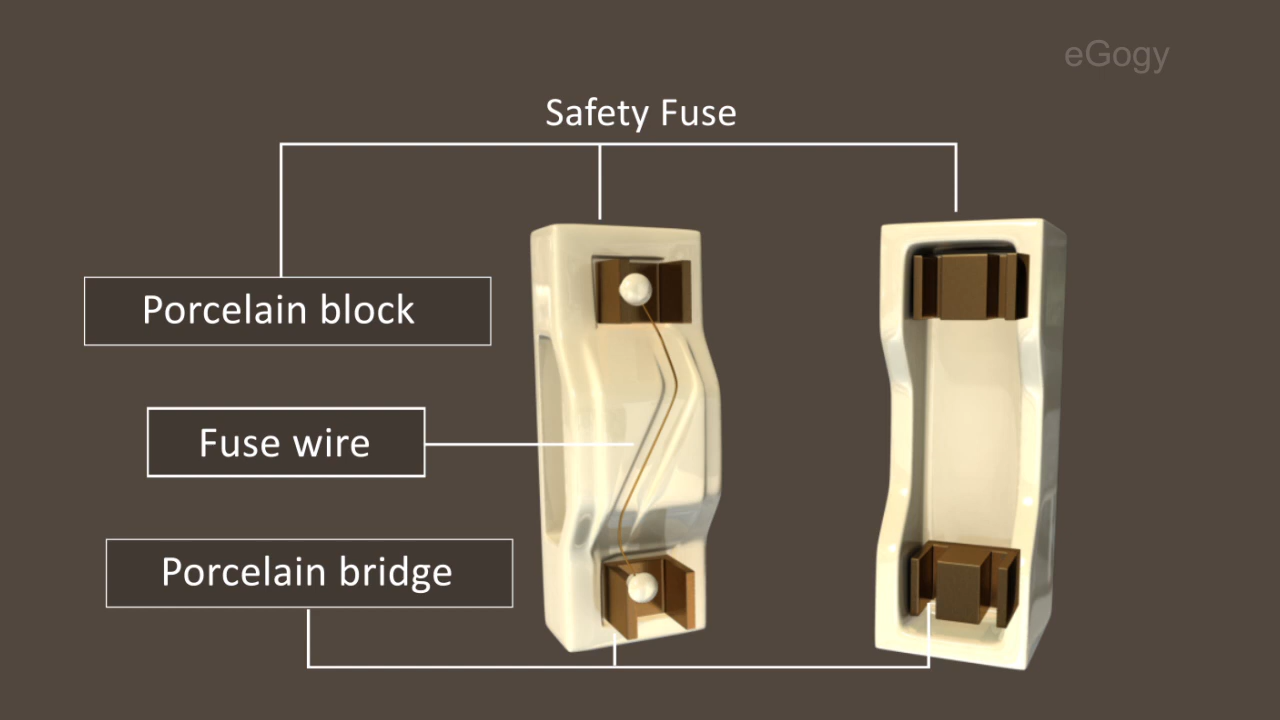 eGogy
Safety Fuse
Porcelain block
Fuse wire
Porcelain bridge